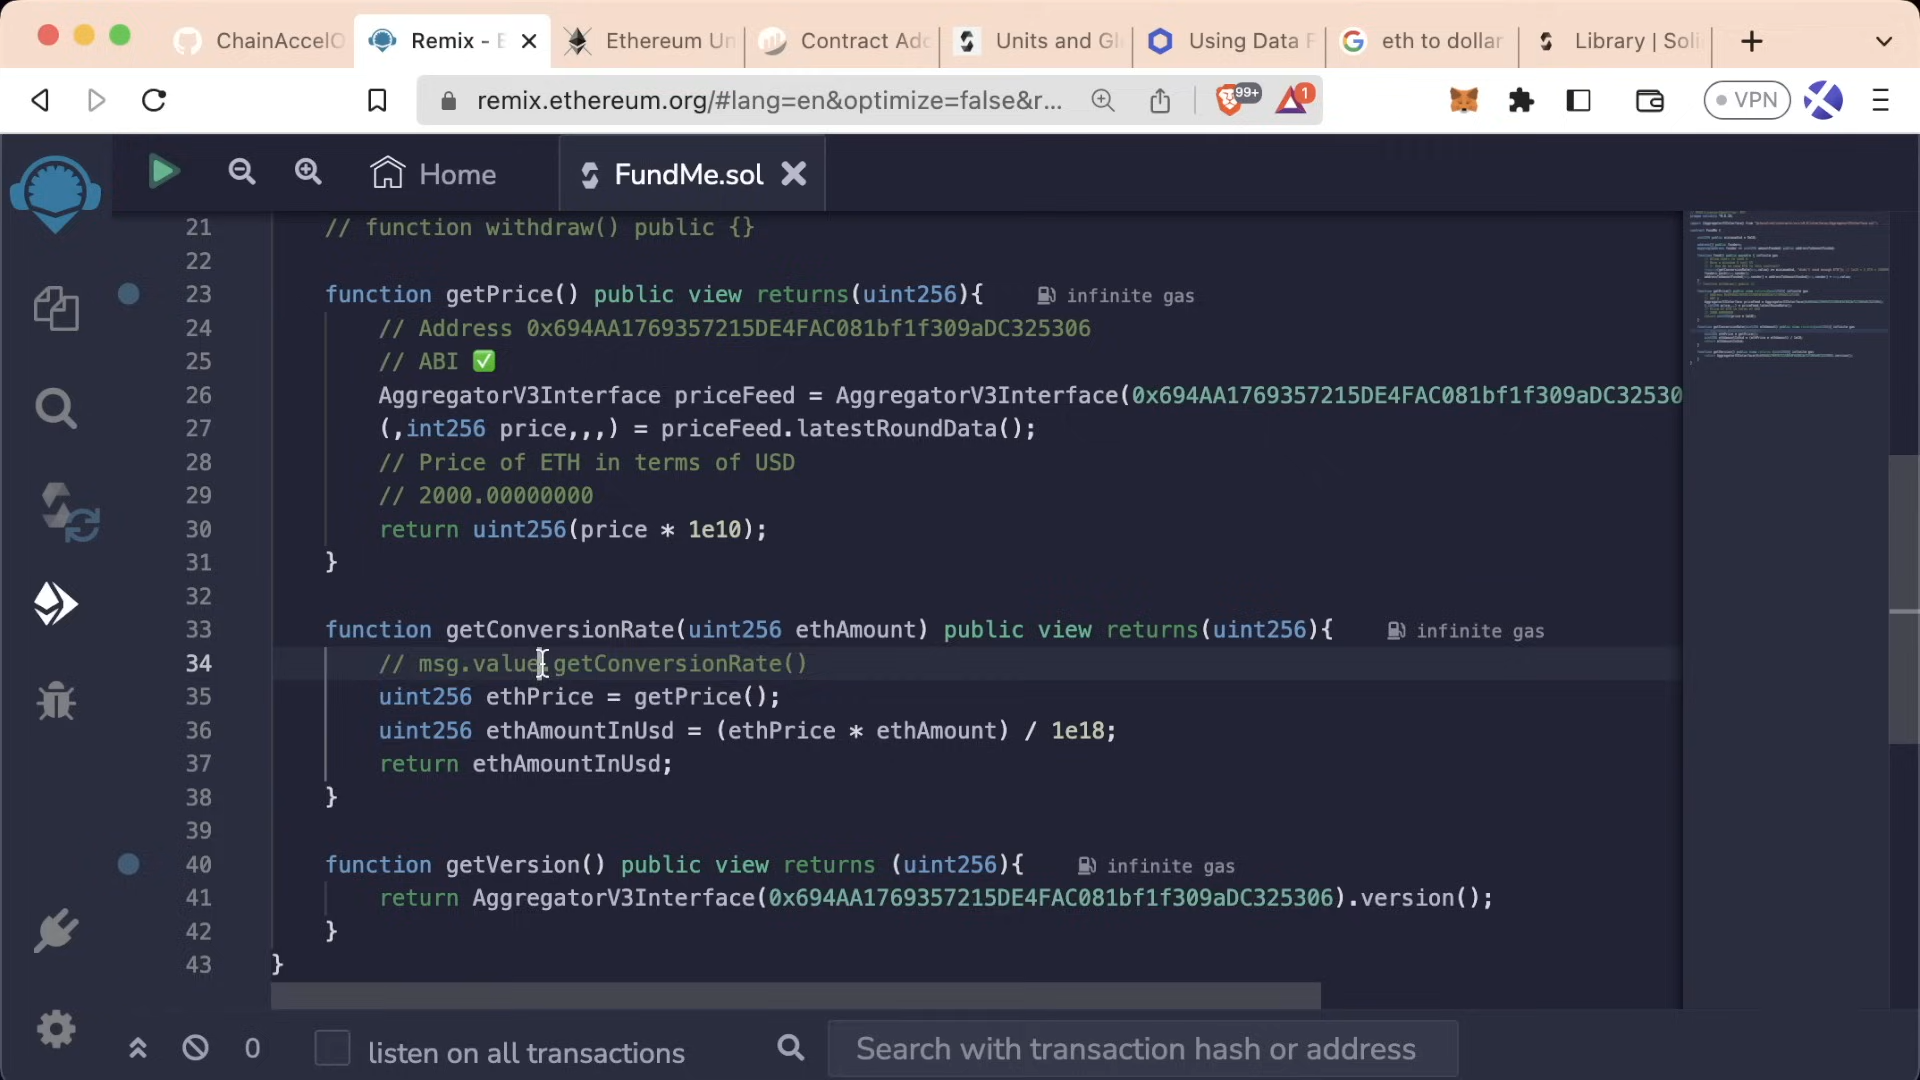 ChainAccelO
Remix - E
Ethereum Un
Contract Add
Units and Gl
Using Data F
eth to dollar
Library | Soli
remix.ethereum.org/#lang=en&optimize=false&r...
99+
1
VPN
Home
FundMe.sol
21 // function withdraw() public {}
22
23 function getPrice() public view returns(uint256){ infinite gas
24 // Address 0x694AA1769357215DE4FAC081bf1f309aDC325306
25 // ABI ✅
26 AggregatorV3Interface priceFeed = AggregatorV3Interface(0x694AA1769357215DE4FAC081bf1f309aDC32530
27 (,int256 price,,,) = priceFeed.latestRoundData();
28 // Price of ETH in terms of USD
29 // 2000.00000000
30 return uint256(price * 1e10);
31 }
32
33 function getConversionRate(uint256 ethAmount) public view returns(uint256){ infinite gas
34 // msg.value.getConversionRate()
35 uint256 ethPrice = getPrice();
36 uint256 ethAmountInUsd = (ethPrice * ethAmount) / 1e18;
37 return ethAmountInUsd;
38 }
39
40 function getVersion() public view returns (uint256){ infinite gas
41 return AggregatorV3Interface(0x694AA1769357215DE4FAC081bf1f309aDC325306).version();
42 }
43 }
0
listen on all transactions
Search with transaction hash or address